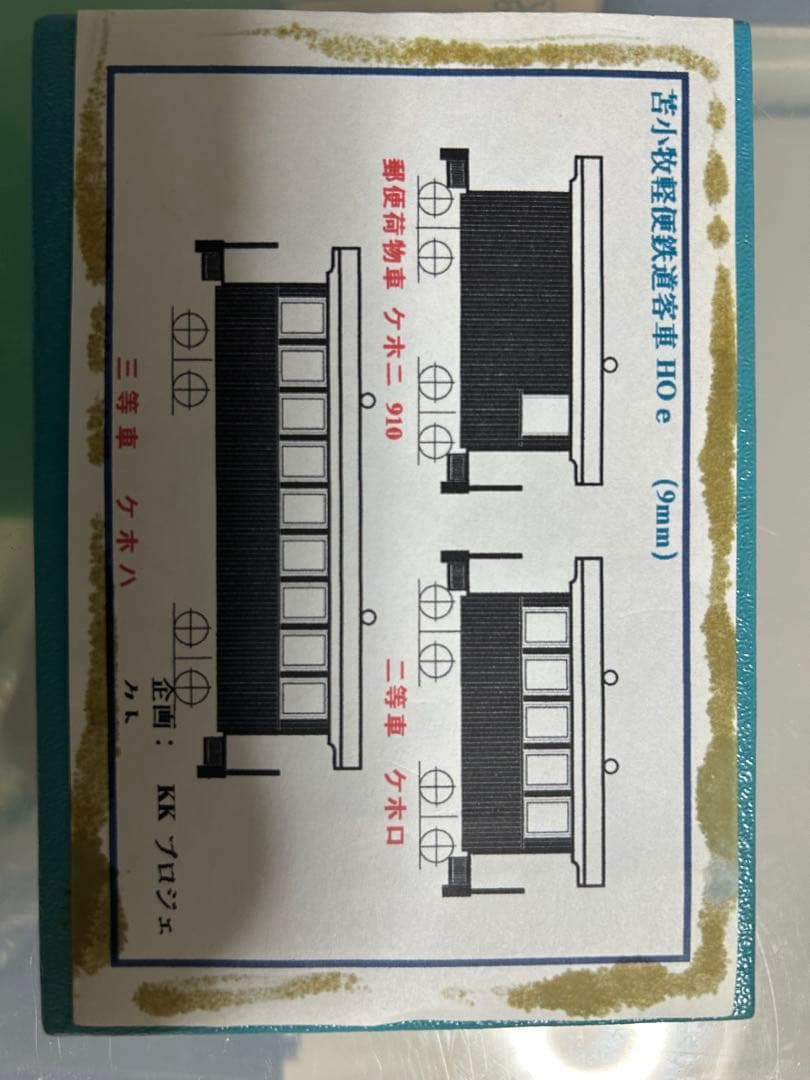 苫小牧軽便鉄道客車 HO e (9mm)
郵便荷物車 ケホニ 910
二等車 ケホロ
三等車 ケホハ
企画: KK プロジェ
クト